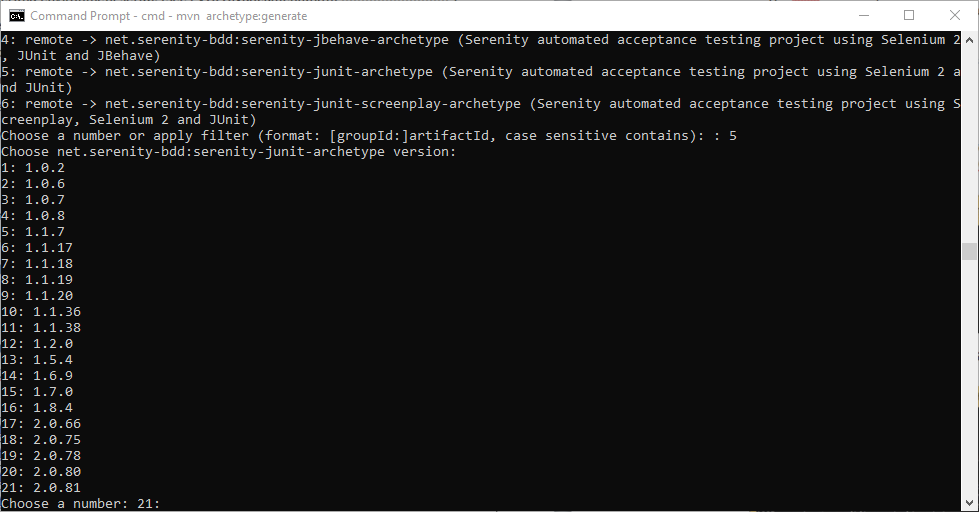 Command Prompt - cmd - mvn archetype:generate
4: remote -> net.serenity-bdd:serenity-jbehave-archetype (Serenity automated acceptance testing project using Selenium 2
, JUnit and JBehave)
5: remote -> net.serenity-bdd:serenity-junit-archetype (Serenity automated acceptance testing project using Selenium 2 a
nd JUnit)
6: remote -> net.serenity-bdd:serenity-junit-screenplay-archetype (Serenity automated acceptance testing project using S
creenplay, Selenium 2 and JUnit)
Choose a number or apply filter (format: [groupId:]artifactId, case sensitive contains): : 5
Choose net.serenity-bdd:serenity-junit-archetype version:
1: 1.0.2
2: 1.0.6
3: 1.0.7
4: 1.0.8
5: 1.1.7
6: 1.1.17
7: 1.1.18
8: 1.1.19
9: 1.1.20
10: 1.1.36
11: 1.1.38
12: 1.2.0
13: 1.5.4
14: 1.6.9
15: 1.7.0
16: 1.8.4
17: 2.0.66
18: 2.0.75
19: 2.0.78
20: 2.0.80
21: 2.0.81
Choose a number: 21: